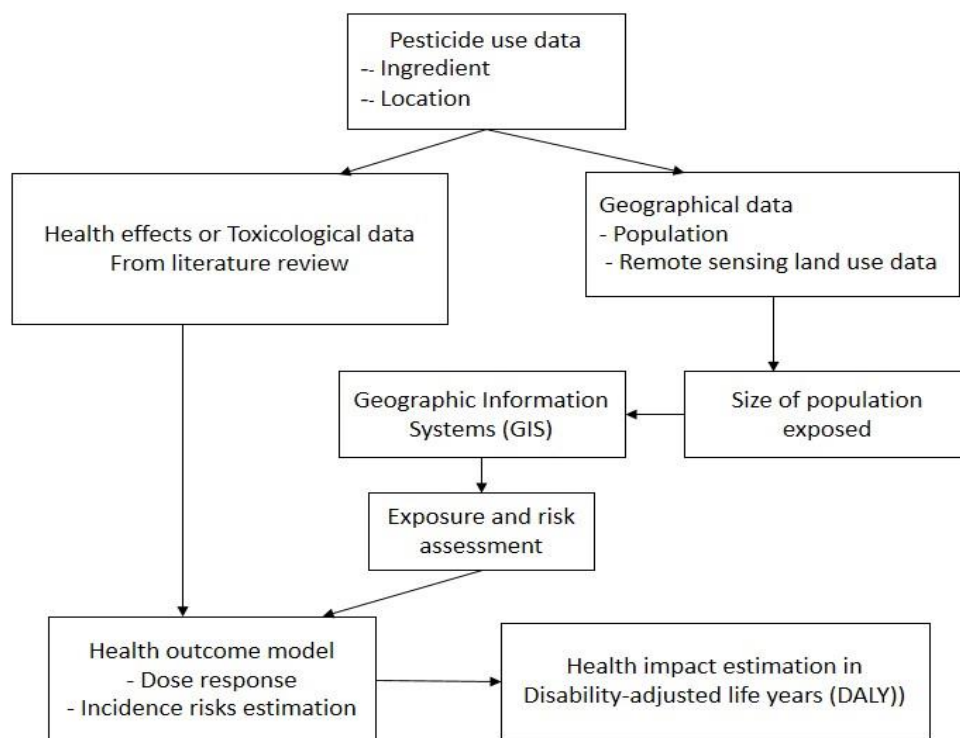 Pesticide use data
-- Ingredient
-- Location
Health effects or Toxicological data
From literature review
Geographical data
- Population
- Remote sensing land use data
Geographic Information
Systems (GIS)
Size of population
exposed
Exposure and risk
assessment
Health outcome model
- Dose response
- Incidence risks estimation
Health impact estimation in
Disability-adjusted life years (DALY))